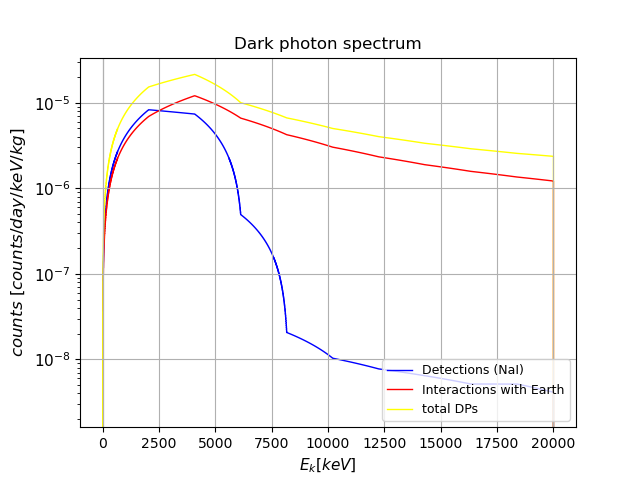 Dark photon spectrum
counts [counts/day/keV/kg]
10⁻⁵
10⁻⁶
10⁻⁷
10⁻⁸
Detections (NaI)
Interactions with Earth
total DPs
0 2500 5000 7500 10000 12500 15000 17500 20000
Eₖ[keV]